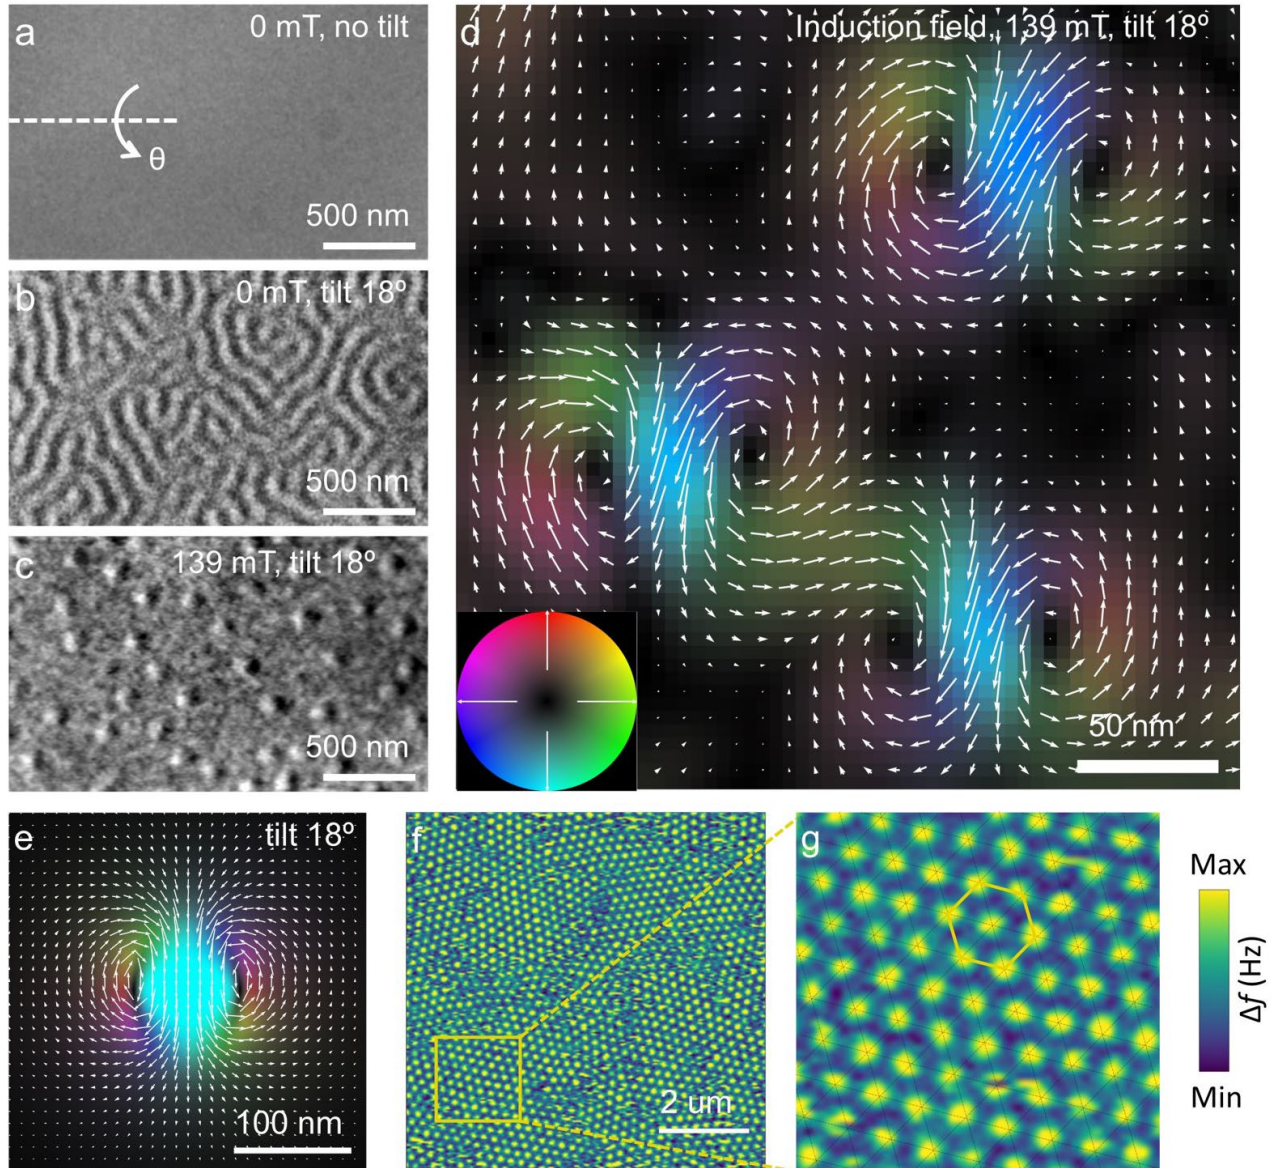 a
0 mT, no tilt
θ
500 nm
b
0 mT, tilt 18º
500 nm
c
139 mT, tilt 18º
500 nm
d
Induction field, 139 mT, tilt 18º
50 nm
e
tilt 18º
100 nm
f
2 um
g
Max
Δf (Hz)
Min